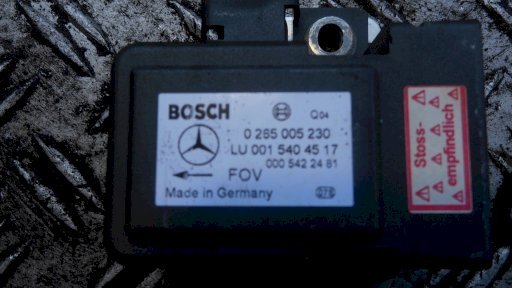 BOSCH
Q04
0 265 005 230
LU 001 540 45 17
000 542 24 81
FOV
Made in Germany
Stoss-
empfindlich